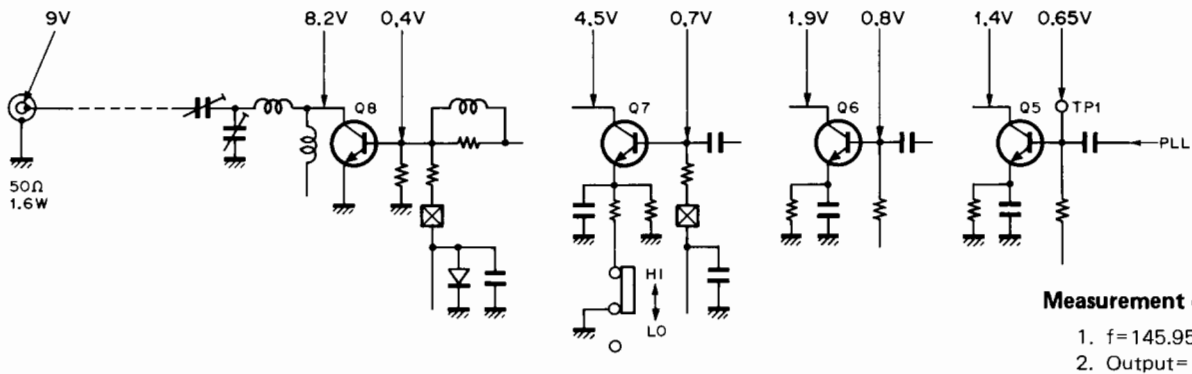 9V
8.2V
0.4V
4.5V
0.7V
1.9V
0.8V
1.4V
0.65V
Q8
Q7
Q6
Q5
TP1
PLL
50Ω
1.6W
HI
LO
Measurement
1. f=145.95
2. Output=